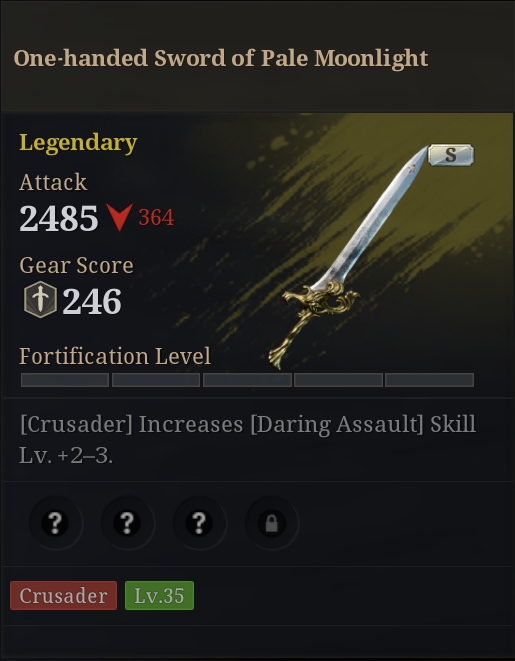 One-handed Sword of Pale Moonlight
Legendary
S
Attack
2485 364
Gear Score
246
Fortification Level
[Crusader] Increases [Daring Assault] Skill
Lv. +2–3.
? ? ?
Crusader Lv.35